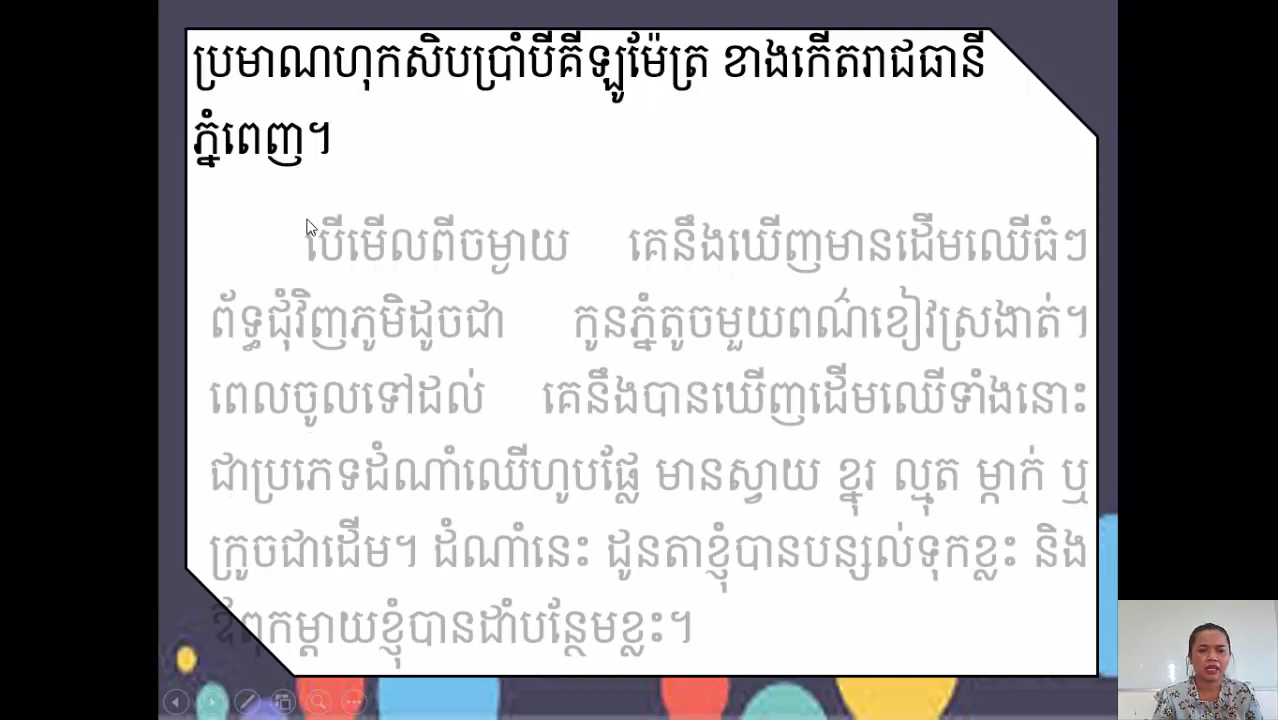 ប្រមាណហុកសិបប្រាំបីគីឡូម៉ែត្រ ខាងកើតរាជធានី
ភ្នំពេញ។
បើមើលពីចម្ងាយ គេនឹងឃើញមានដើមឈើធំៗ
ព័ទ្ធជុំវិញភូមិដូចជា កូនភ្នំតូចមួយពណ៌ខៀវស្រងាត់។
ពេលចូលទៅដល់ គេនឹងបានឃើញដើមឈើទាំងនោះ
ជាប្រភេទដំណាំឈើហូបផ្លែ មានស្វាយ ខ្នុរ ល្មុត ម្កាក់ ឬ
ក្រូចជាដើម។ ដំណាំនេះ ដូនតាខ្ញុំបានបន្សល់ទុកខ្លះ និង
ឪពុកម្តាយខ្ញុំបានដាំបន្ថែមខ្លះ។